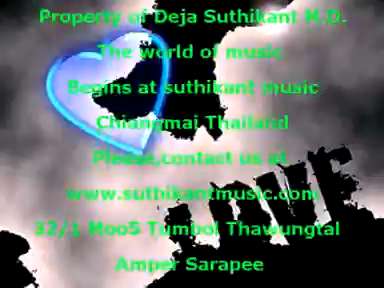 Property of Deja Suthikant M.D.
The world of music
Begins at suthikant music
Chiangmai Thailand
Please,contact us at
www.suthikantmusic.com
LOVE
32/1 Moo5 Tumbol Thawungtal
Amper Sarapee